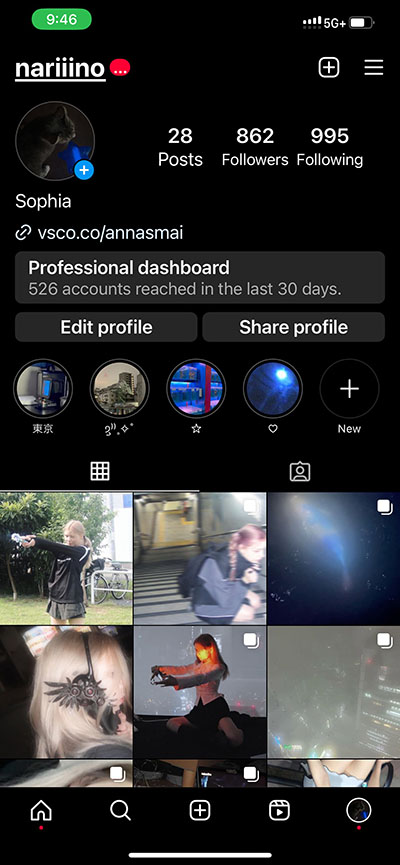 9:46
5G+
nariiino
28 862 995
Posts Followers Following
Sophia
vsco.co/annasmai
Professional dashboard
526 accounts reached in the last 30 days.
Edit profile Share profile
東京 ☆ ♡ New